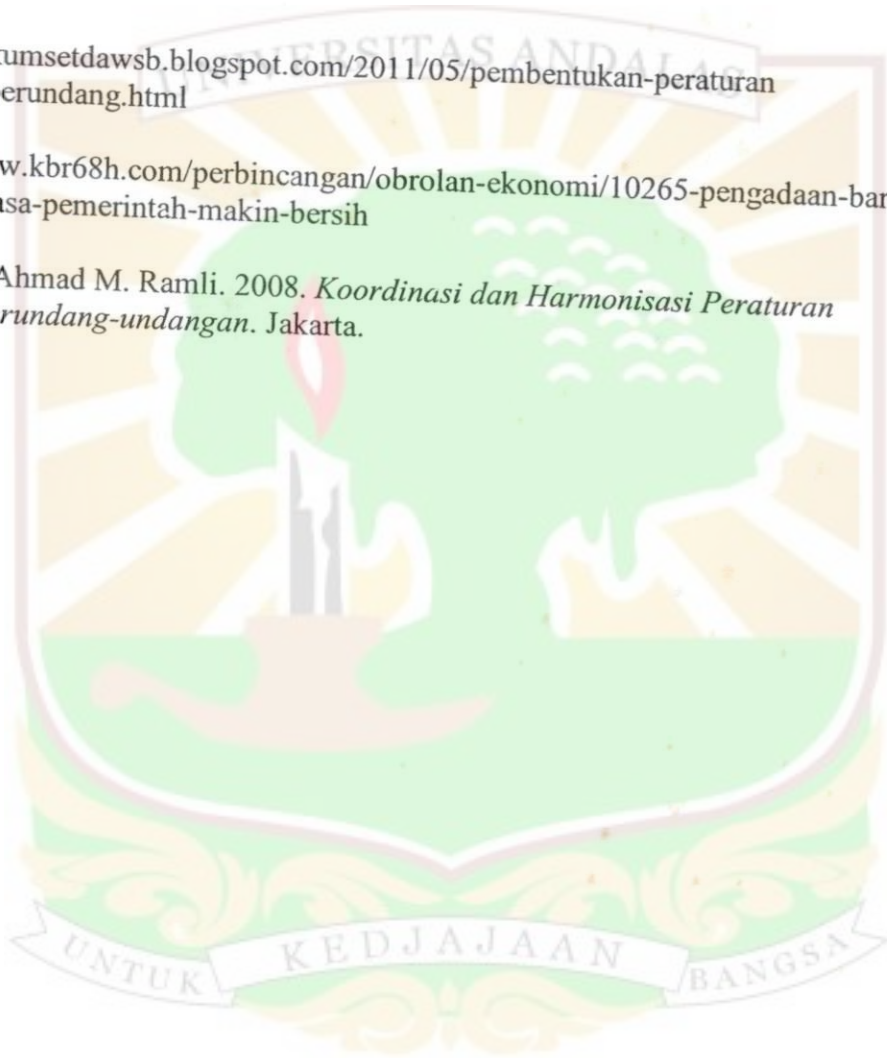 UNIVERSITAS ANDALAS
umsetdawsb.blogspot.com/2011/05/pembentukan-peraturan
erundang.html
w.kbr68h.com/perbincangan/obrolan-ekonomi/10265-pengadaan-bar
sa-pemerintah-makin-bersih
Ahmad M. Ramli. 2008. Koordinasi dan Harmonisasi Peraturan
rundang-undangan. Jakarta.
UNTUK KEDJAJAAN BANGSA